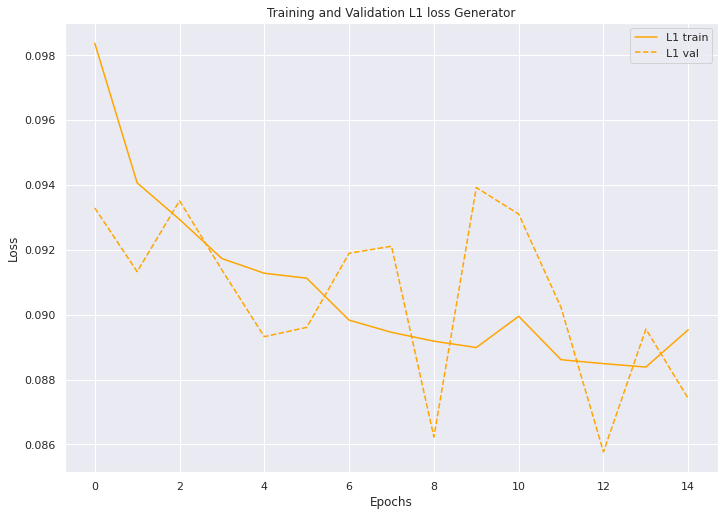 Training and Validation L1 loss Generator
L1 train
L1 val
0.098
0.096
0.094
0.092
0.090
0.088
0.086
Loss
0 2 4 6 8 10 12 14
Epochs